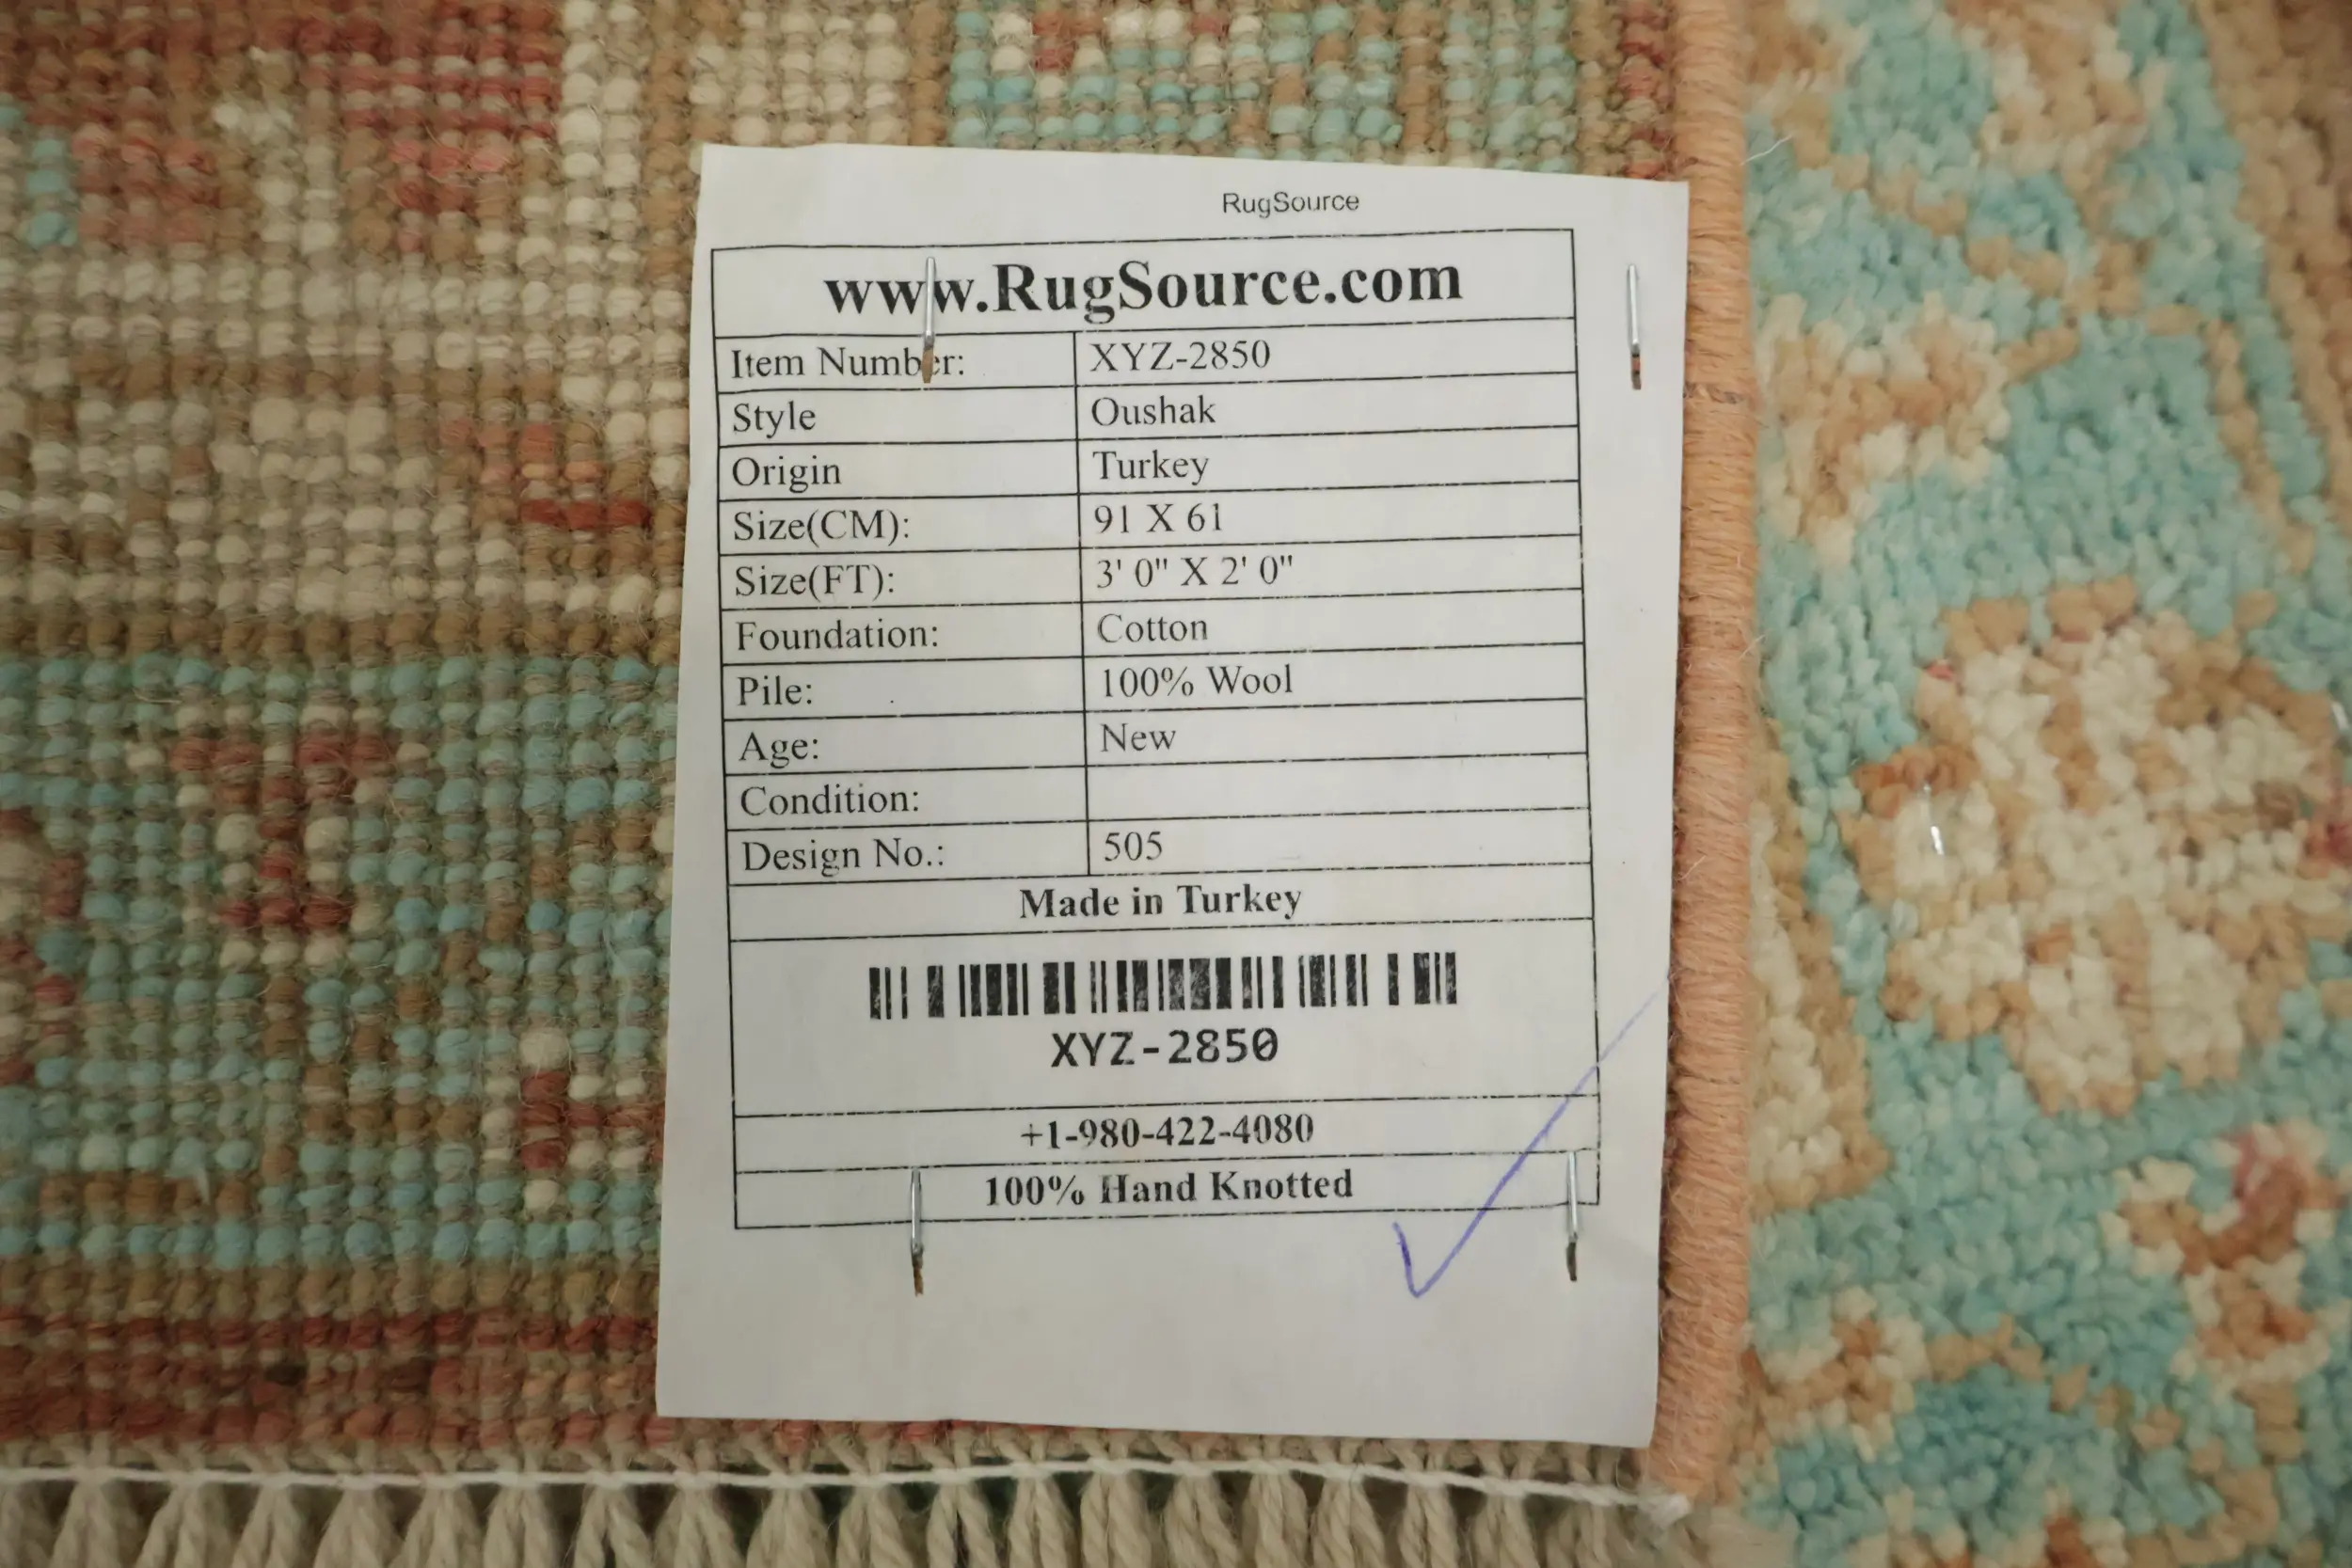 RugSource
www.RugSource.com
Item Number: XYZ-2850
Style Oushak
Origin Turkey
Size(CM): 91 X 61
Size(FT): 3' 0" X 2' 0"
Foundation: Cotton
Pile: 100% Wool
Age: New
Condition:
Design No.: 505
Made in Turkey
XYZ-2850
+1-980-422-4080
100% Hand Knotted